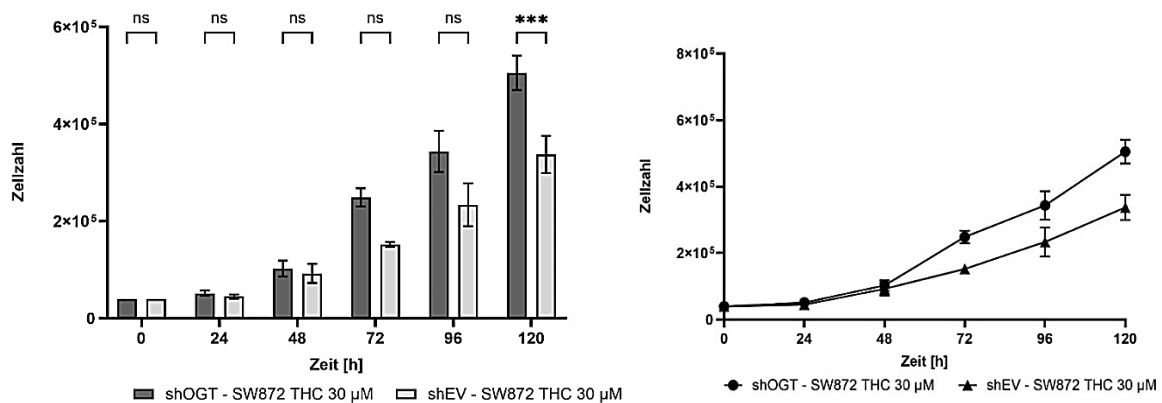 ns ns ns ns ns ***
6×10⁵
4×10⁵
2×10⁵
0
Zellzahl
0 24 48 72 96 120
Zeit [h]
shOGT - SW872 THC 30 µM shEV - SW872 THC 30 µM
8×10⁵
6×10⁵
4×10⁵
2×10⁵
0
Zellzahl
0 24 48 72 96 120
Zeit [h]
shOGT - SW872 THC 30 µM shEV - SW872 THC 30 µM